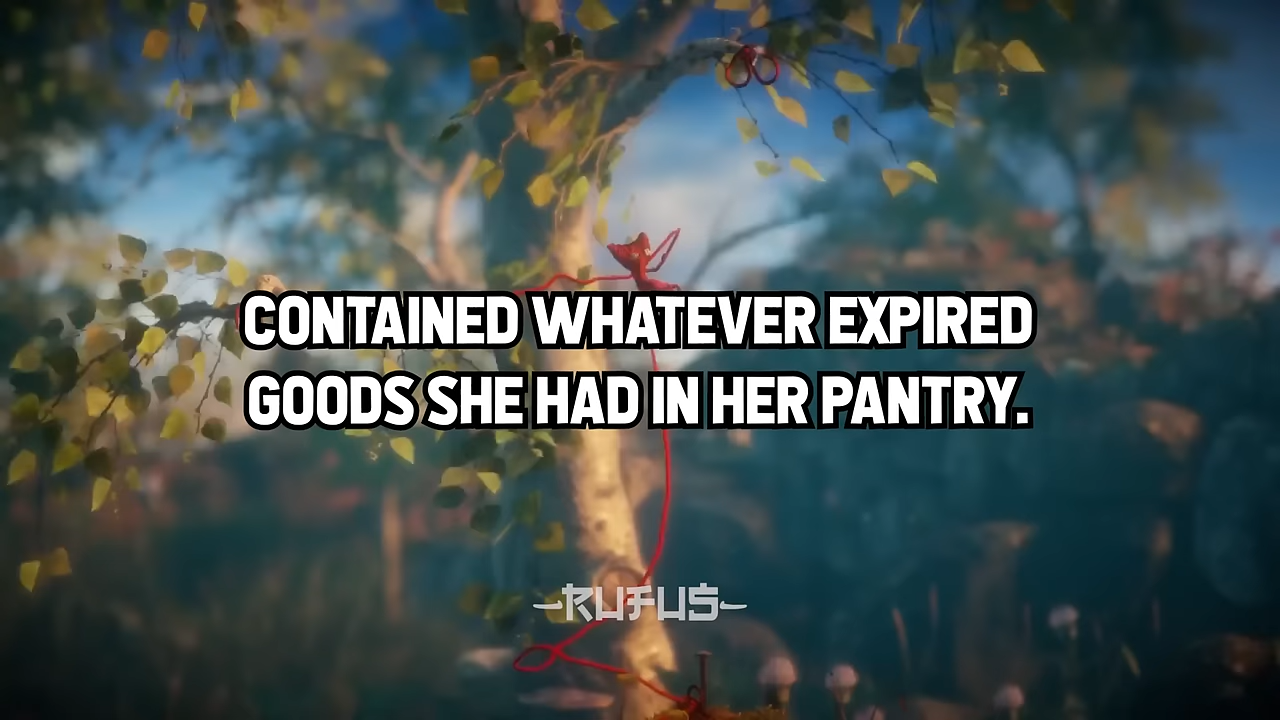 CONTAINED WHATEVER EXPIRED
GOODS SHE HAD IN HER PANTRY.
-RUFUS-